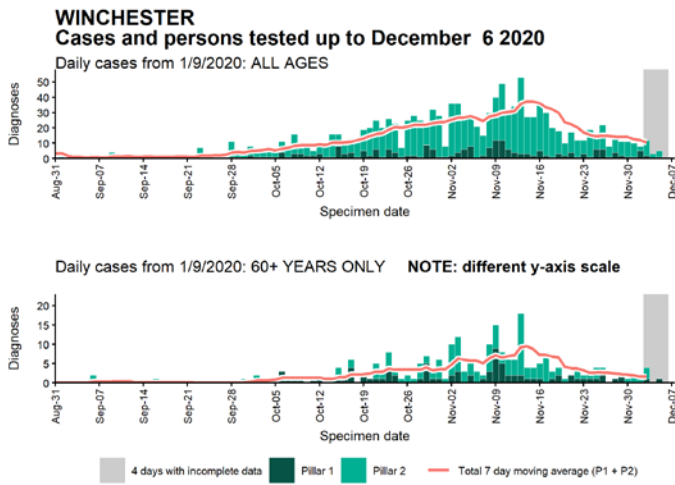 WINCHESTER
Cases and persons tested up to December 6 2020
Daily cases from 1/9/2020: ALL AGES
Diagnoses
50
40
30
20
10
0
Aug-31
Sep-07
Sep-14
Sep-21
Sep-28
Oct-05
Oct-12
Oct-19
Oct-26
Nov-02
Nov-09
Nov-16
Nov-23
Nov-30
Dec-07
Specimen date
Daily cases from 1/9/2020: 60+ YEARS ONLY NOTE: different y-axis scale
Diagnoses
20
15
10
5
0
Aug-31
Sep-07
Sep-14
Sep-21
Sep-28
Oct-05
Oct-12
Oct-19
Oct-26
Nov-02
Nov-09
Nov-16
Nov-23
Nov-30
Dec-07
Specimen date
4 days with incomplete data Pillar 1 Pillar 2 Total 7 day moving average (P1 + P2)